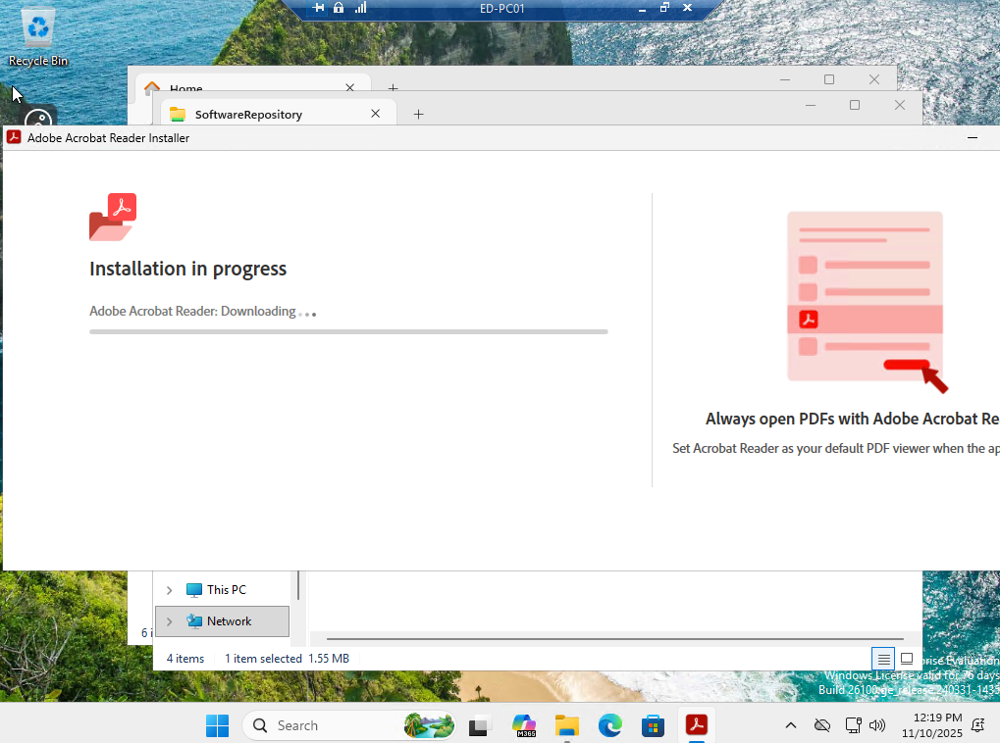 ED-PC01
Recycle Bin
Home
SoftwareRepository
Adobe Acrobat Reader Installer
Installation in progress
Adobe Acrobat Reader: Downloading...
Always open PDFs with Adobe Acrobat Re
Set Acrobat Reader as your default PDF viewer when the ap
This PC
Network
6 i
4 items 1 item selected 1.55 MB
prise Evaluation
Windows License valid for 76 days
Build 26100.ge_release.240331-1435
Search
M365
12:19 PM
11/10/2025